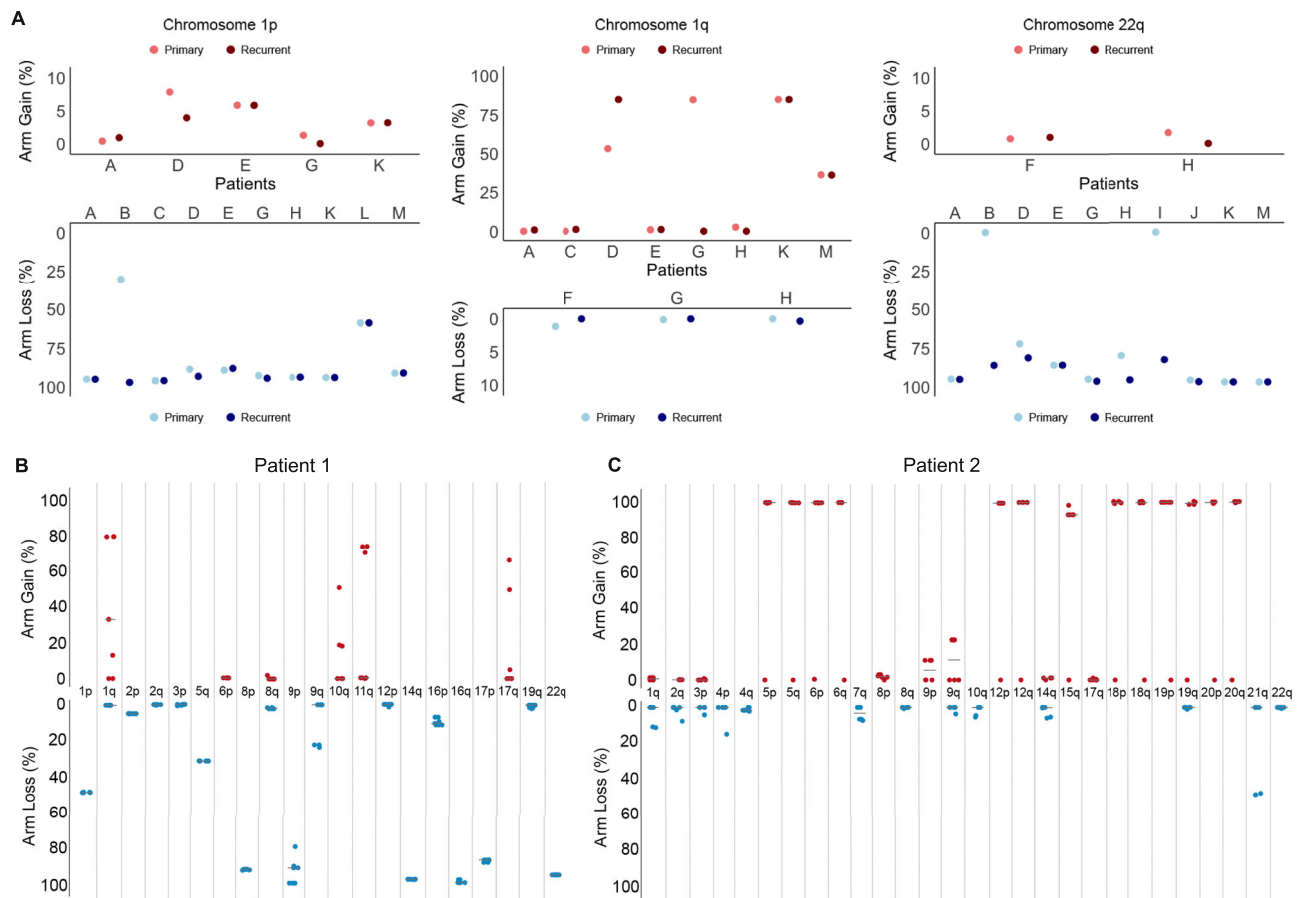 A
Chromosome 1p
Primary Recurrent
Arm Gain (%)
10
5
0
A D E G K
Patients
A B C D E G H K L M
Arm Loss (%)
0
25
50
75
100
Primary Recurrent
Chromosome 1q
Primary Recurrent
Arm Gain (%)
100
75
50
25
0
A C D E G H K M
Patients
F G H
Arm Loss (%)
0
5
10
Primary Recurrent
Chromosome 22q
Primary Recurrent
Arm Gain (%)
10
5
0
F H
Patients
A B D E G H I J K M
Arm Loss (%)
0
25
50
75
100
Primary Recurrent
B Patient 1
Arm Gain (%)
100
80
60
40
20
0
1p 1q 2p 2q 3p 5q 6p 8p 8q 9p 9q 10q 11q 12p 14q 16p 16q 17p 17q 19q 22q
Arm Loss (%)
0
20
40
60
80
100
C Patient 2
Arm Gain (%)
100
80
60
40
20
0
1q 2q 3p 4p 4q 5p 5q 6p 6q 7q 8p 8q 9p 9q 10q 12p 12q 14q 15q 17q 18p 18q 19p 19q 20p 20q 21q 22q
Arm Loss (%)
0
20
40
60
80
100